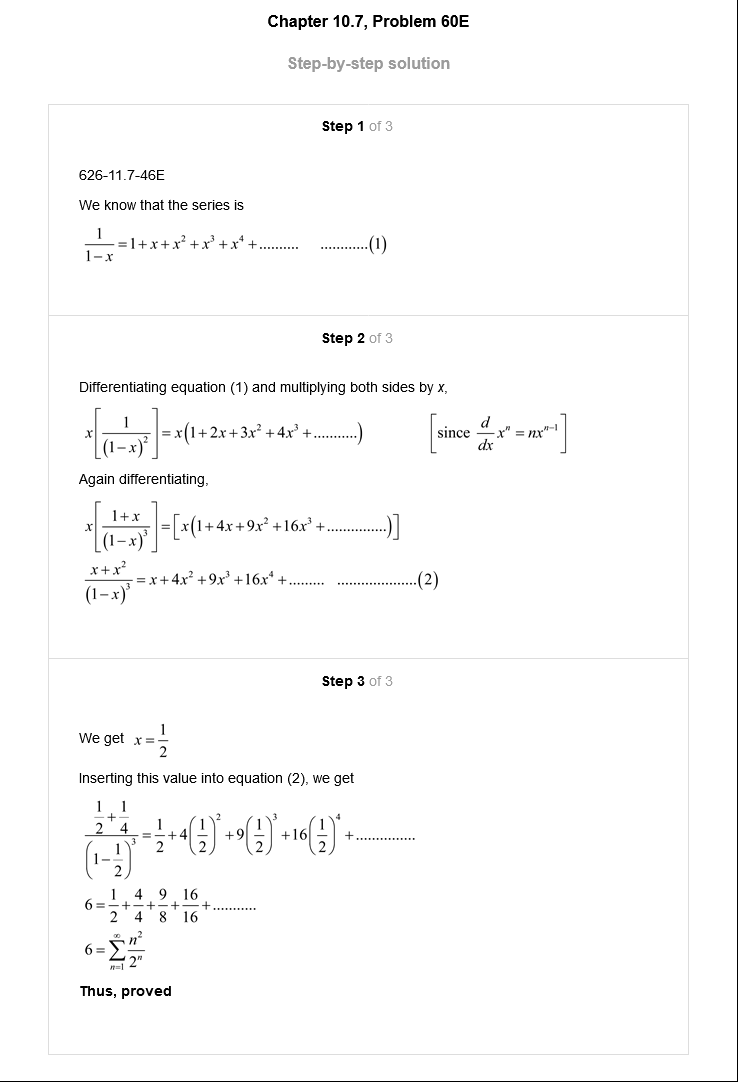 Chapter 10.7, Problem 60E
Step-by-step solution
Step 1 of 3
626-11.7-46E
We know that the series is
\frac{1}{1-x}=1+x+x^2+x^3+x^4+.......... ............(1)
Step 2 of 3
Differentiating equation (1) and multiplying both sides by x,
x\left[\frac{1}{(1-x)^2}\right]=x(1+2x+3x^2+4x^3+...........) \left[since \frac{d}{dx}x^n=nx^{n-1}\right]
Again differentiating,
x\left[\frac{1+x}{(1-x)^3}\right]=\left[x(1+4x+9x^2+16x^3+...............)\right]
\frac{x+x^2}{(1-x)^3}=x+4x^2+9x^3+16x^4+......... ....................(2)
Step 3 of 3
We get x=\frac{1}{2}
Inserting this value into equation (2), we get
\frac{\frac{1}{2}+\frac{1}{4}}{\left(1-\frac{1}{2}\right)^3}=\frac{1}{2}+4\left(\frac{1}{2}\right)^2+9\left(\frac{1}{2}\right)^3+16\left(\frac{1}{2}\right)^4+...............
6=\frac{1}{2}+\frac{4}{4}+\frac{9}{8}+\frac{16}{16}+...........
6=\sum_{n=1}^{\infty}\frac{n^2}{2^n}
Thus, proved